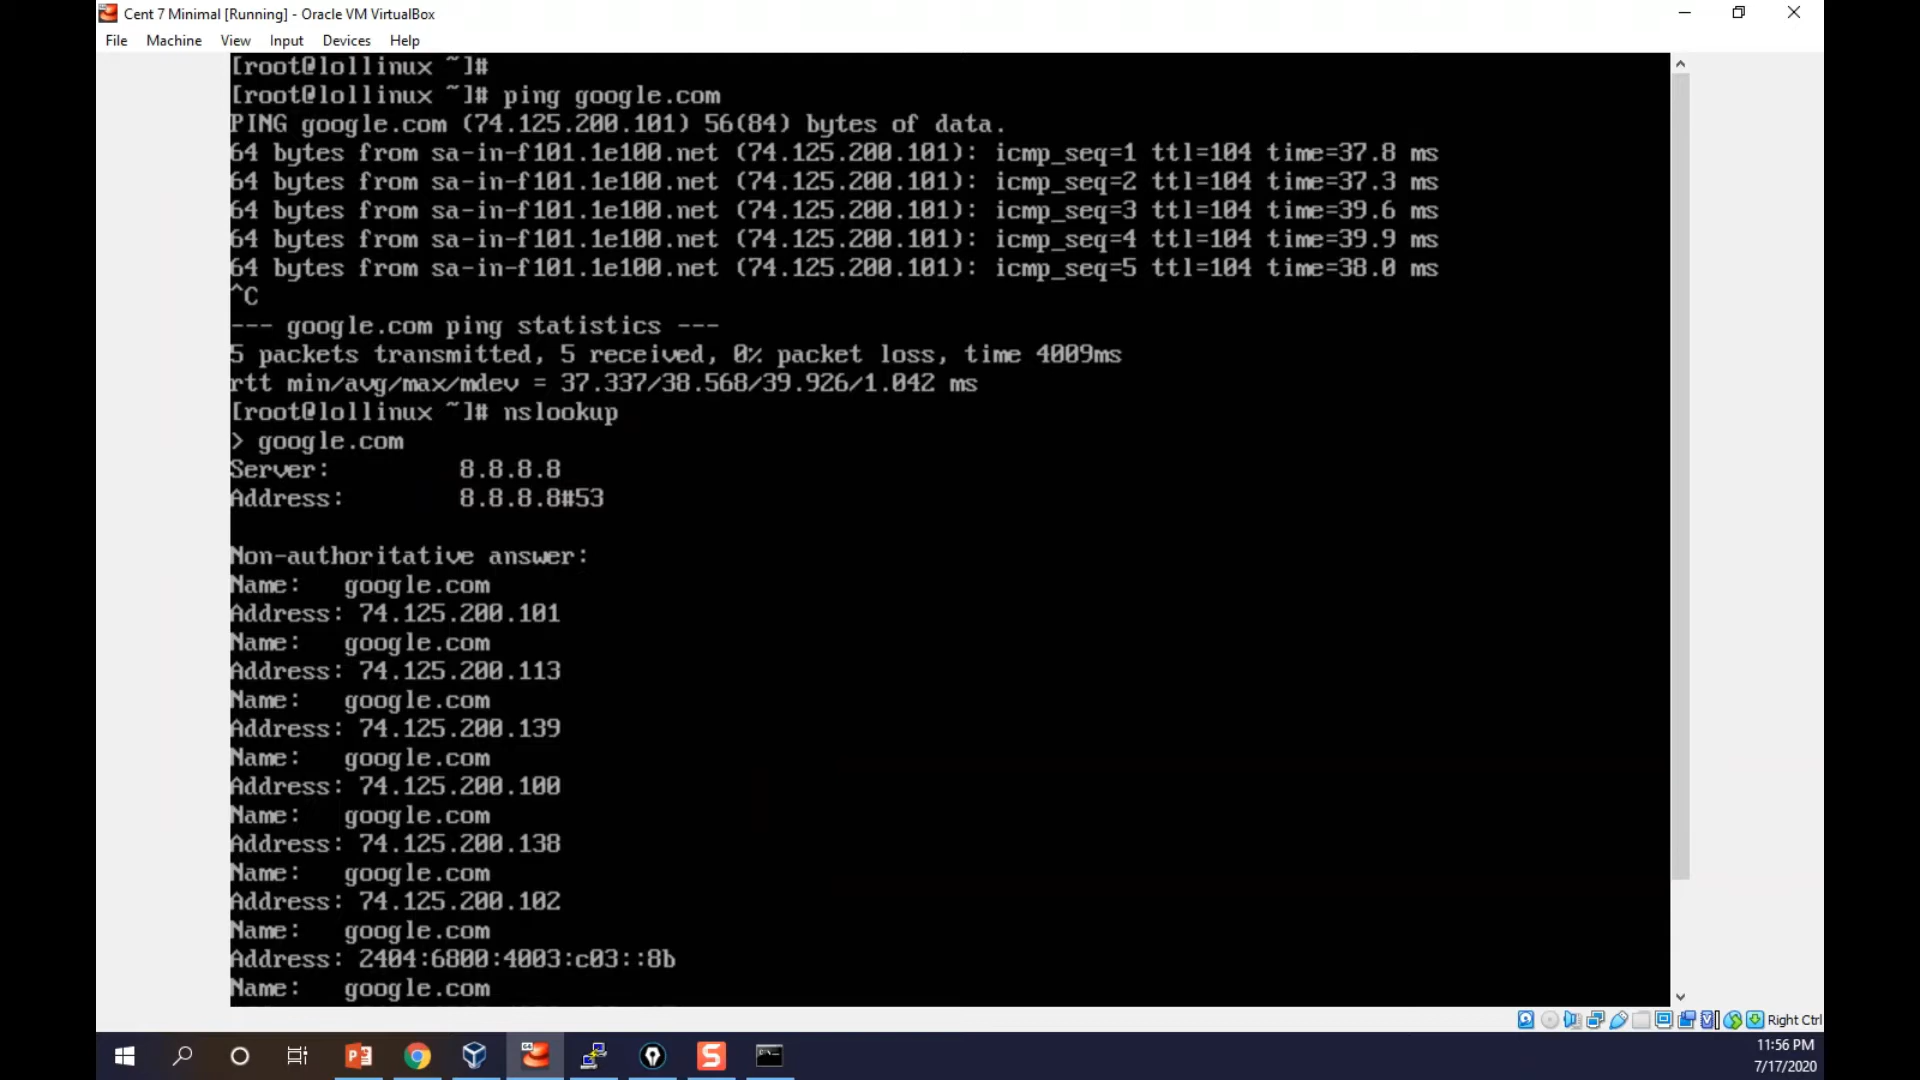 Cent 7 Minimal [Running] - Oracle VM VirtualBox
File Machine View Input Devices Help
[root@lollinux ~]#
[root@lollinux ~]# ping google.com
PING google.com (74.125.200.101) 56(84) bytes of data.
64 bytes from sa-in-f101.1e100.net (74.125.200.101): icmp_seq=1 ttl=104 time=37.8 ms
64 bytes from sa-in-f101.1e100.net (74.125.200.101): icmp_seq=2 ttl=104 time=37.3 ms
64 bytes from sa-in-f101.1e100.net (74.125.200.101): icmp_seq=3 ttl=104 time=39.6 ms
64 bytes from sa-in-f101.1e100.net (74.125.200.101): icmp_seq=4 ttl=104 time=39.9 ms
64 bytes from sa-in-f101.1e100.net (74.125.200.101): icmp_seq=5 ttl=104 time=38.0 ms
^C
--- google.com ping statistics ---
5 packets transmitted, 5 received, 0% packet loss, time 4009ms
rtt min/avg/max/mdev = 37.337/38.568/39.926/1.042 ms
[root@lollinux ~]# nslookup
> google.com
Server: 8.8.8.8
Address: 8.8.8.8#53
Non-authoritative answer:
Name: google.com
Address: 74.125.200.101
Name: google.com
Address: 74.125.200.113
Name: google.com
Address: 74.125.200.139
Name: google.com
Address: 74.125.200.100
Name: google.com
Address: 74.125.200.138
Name: google.com
Address: 74.125.200.102
Name: google.com
Address: 2404:6800:4003:c03::8b
Name: google.com
Right Ctrl
11:56 PM
7/17/2020